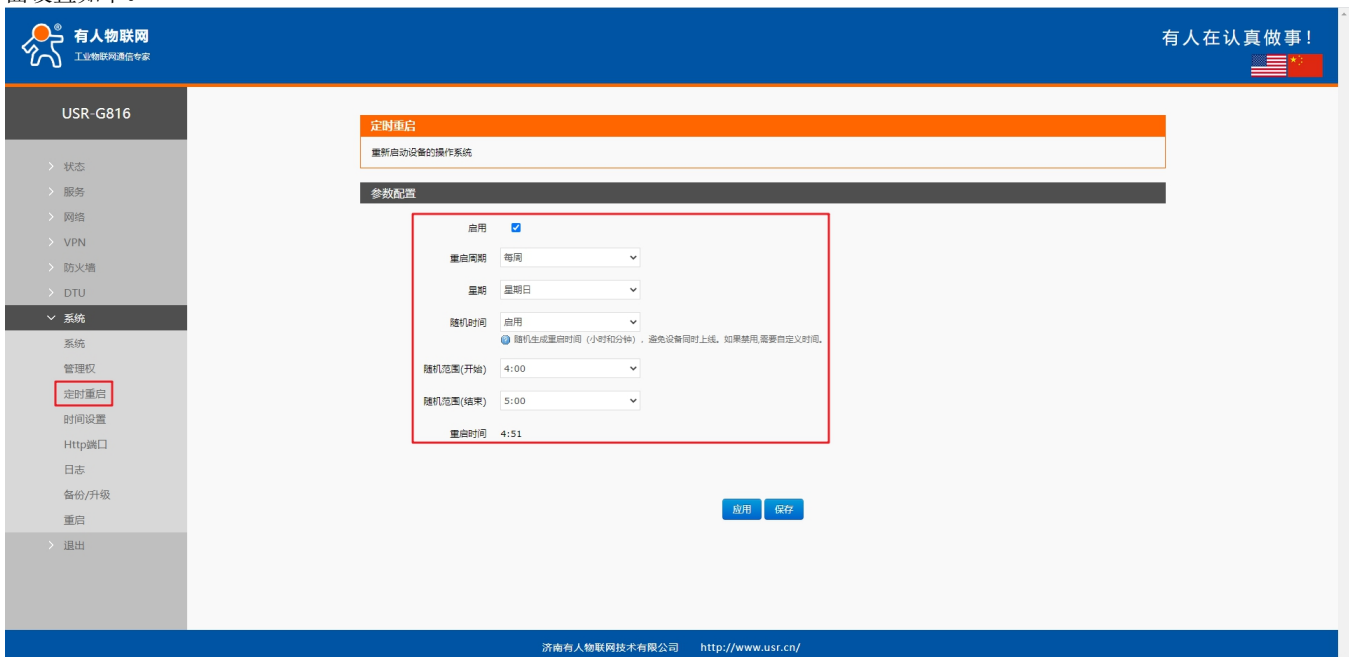 有人物联网
工业物联网通信专家
有人在认真做事!
USR-G816
状态
服务
网络
VPN
防火墙
DTU
系统
系统
管理权
定时重启
时间设置
Http端口
日志
备份/升级
重启
退出
定时重启
重新启动设备的操作系统
参数配置
启用
重启周期 每周
星期 星期日
随机时间 启用
随机生成重启时间(小时和分钟),避免设备同时上线。如果禁用,需要自定义时间。
随机范围(开始) 4:00
随机范围(结束) 5:00
重启时间 4:51
应用 保存
济南有人物联网技术有限公司 http://www.usr.cn/